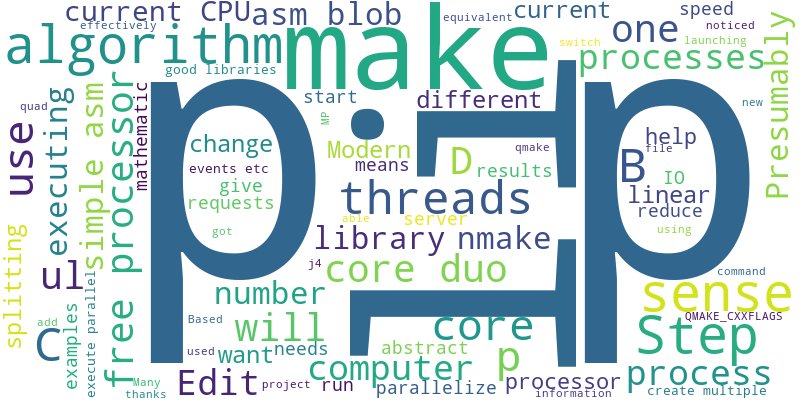 current CPU asm blob equivalent current speed
effectively one noticed
algorithm make processes launching
good libraries switch Presumably
start different
quad free processor mathematic p i p new
use executing simple asm MP change Modern qmake D B help
file
means results IO
events etc linear
give threads reduce
requests able server using
got library nmake
splitting ul j4 core duo command
number sense
add C examples execute parallel Based will core Step QMAKE_CXXFLAGS
used want needs abstract p process
computer
Many Edit project run parallelize processor create multiple
thanks information